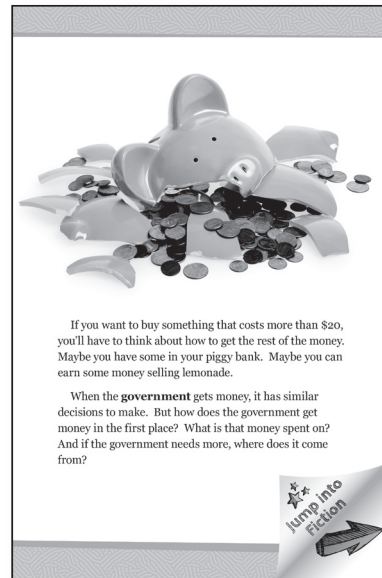 If you want to buy something that costs more than $20,
you'll have to think about how to get the rest of the money.
Maybe you have some in your piggy bank.  Maybe you can
earn some money selling lemonade.
When the government gets money, it has similar
decisions to make.  But how does the government get
money in the first place?  What is that money spent on?
And if the government needs more, where does it come
from?
Jump into
Fiction